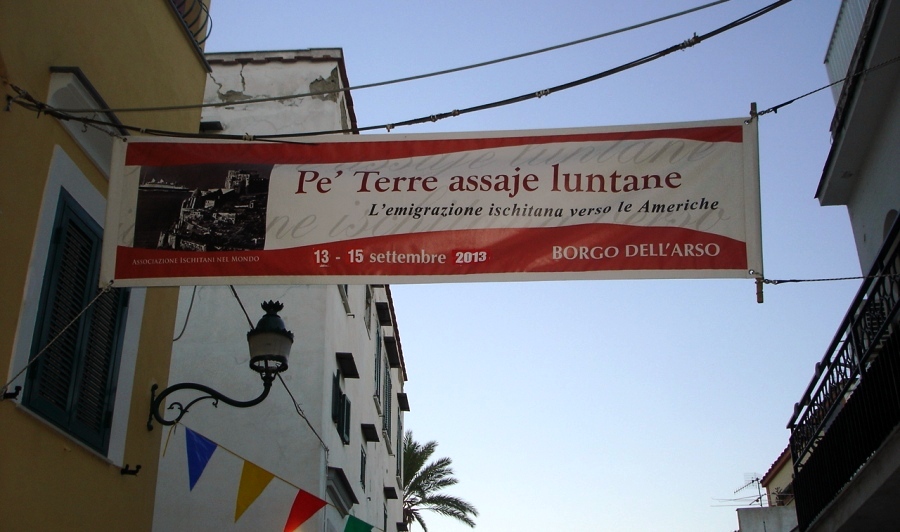 Pe' Terre assaje luntane
L'emigrazione ischitana verso le Americhe
ASSOCIAZIONE ISCHITANI NEL MONDO
13 - 15 settembre 2013
BORGO DELL'ARSO